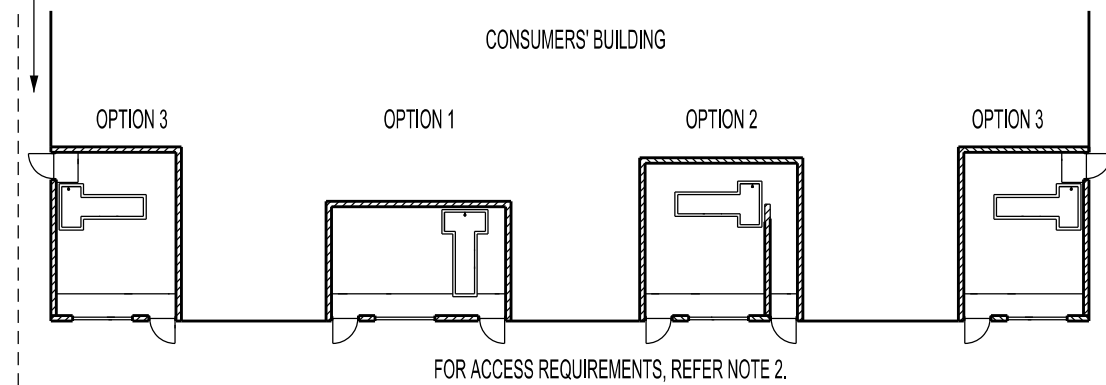 CONSUMERS' BUILDING
OPTION 3
OPTION 1
OPTION 2
OPTION 3
FOR ACCESS REQUIREMENTS, REFER NOTE 2.